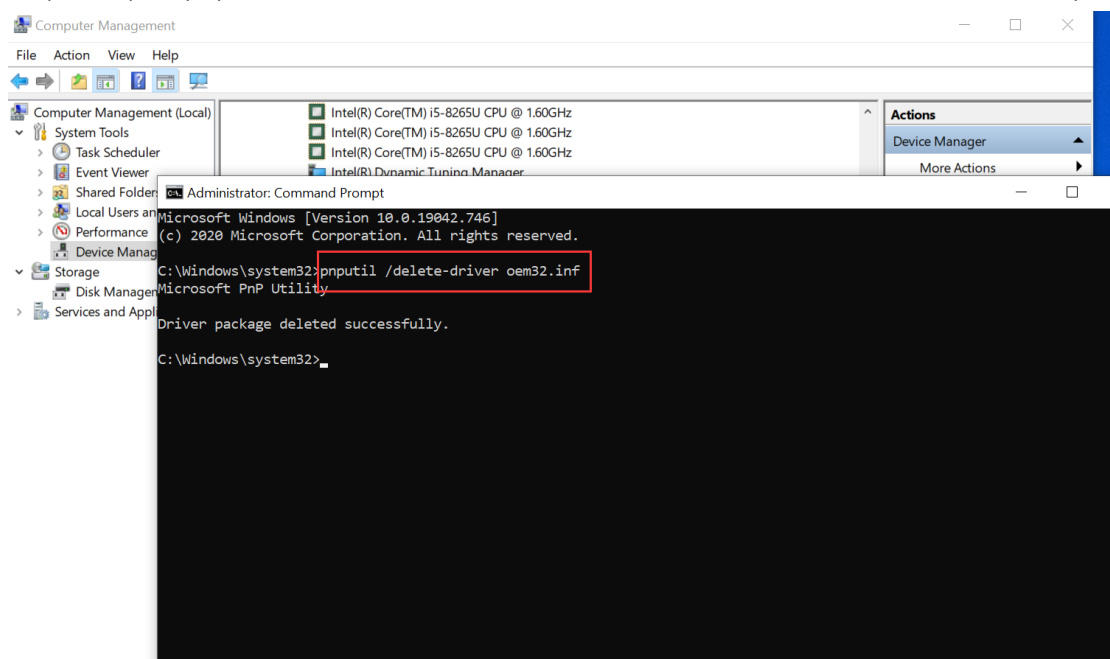 Computer Management
File Action View Help
Computer Management (Local)
System Tools
Task Scheduler
Event Viewer
Shared Folder
Local Users an
Performance
Device Manag
Storage
Disk Managen
Services and Appli
Intel(R) Core(TM) i5-8265U CPU @ 1.60GHz
Intel(R) Core(TM) i5-8265U CPU @ 1.60GHz
Intel(R) Core(TM) i5-8265U CPU @ 1.60GHz
Intel(R) Dynamic Tuning Manager
Actions
Device Manager
More Actions
Administrator: Command Prompt
Microsoft Windows [Version 10.0.19042.746]
(c) 2020 Microsoft Corporation. All rights reserved.
C:\Windows\system32>pnputil /delete-driver oem32.inf
Microsoft PnP Utility
Driver package deleted successfully.
C:\Windows\system32>